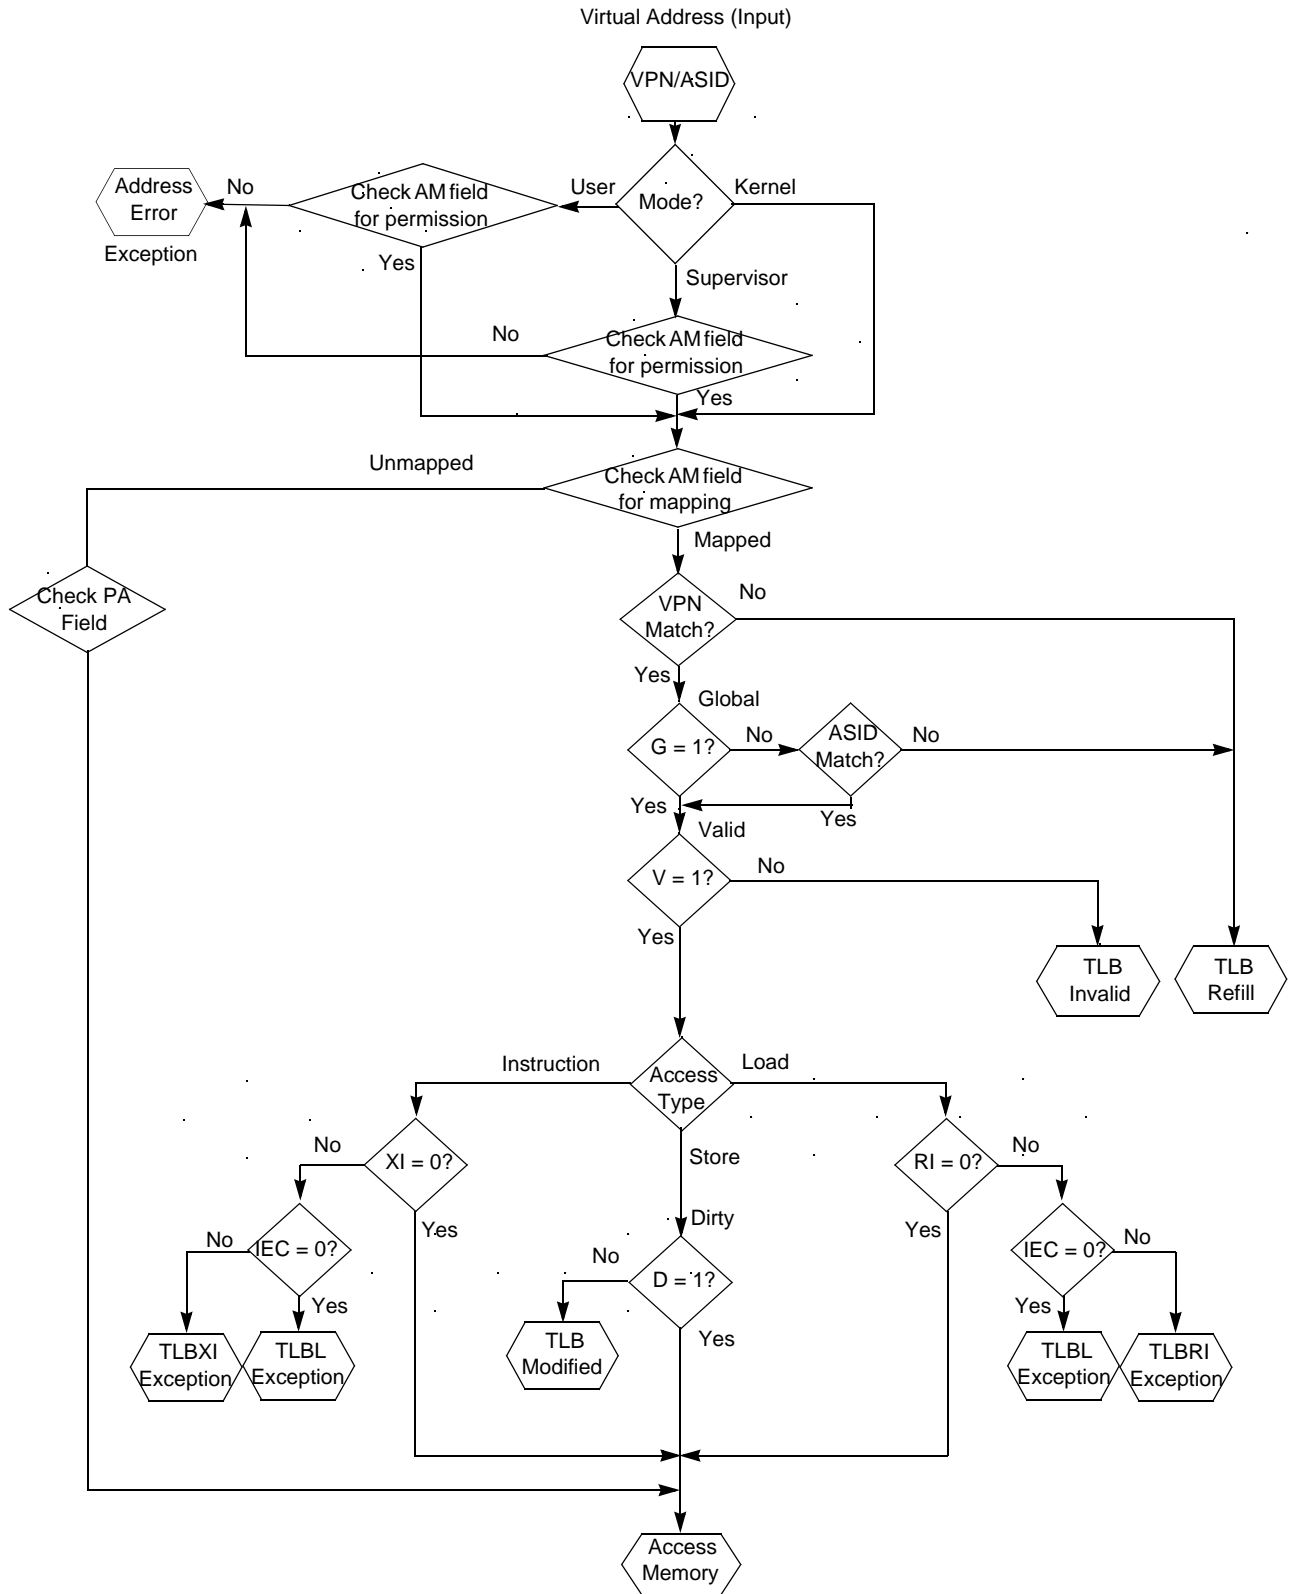 Virtual Address (Input)
VPN/ASID
Address
Error
Exception
No
Check AM field
for permission
User
Mode?
Kernel
Yes
Supervisor
No
Check AM field
for permission
Yes
Unmapped
Check AM field
for mapping
Mapped
Check PA
Field
VPN
Match?
No
Yes
Global
G = 1?
No
ASID
Match?
No
Yes
Yes
Valid
V = 1?
No
Yes
TLB
Invalid
TLB
Refill
Instruction
Access
Type
Load
No
XI = 0?
Store
RI = 0?
No
Yes
Dirty
Yes
No
IEC = 0?
No
D = 1?
IEC = 0?
No
Yes
Yes
Yes
TLBXI
Exception
TLBL
Exception
TLB
Modified
TLBL
Exception
TLBRI
Exception
Access
Memory